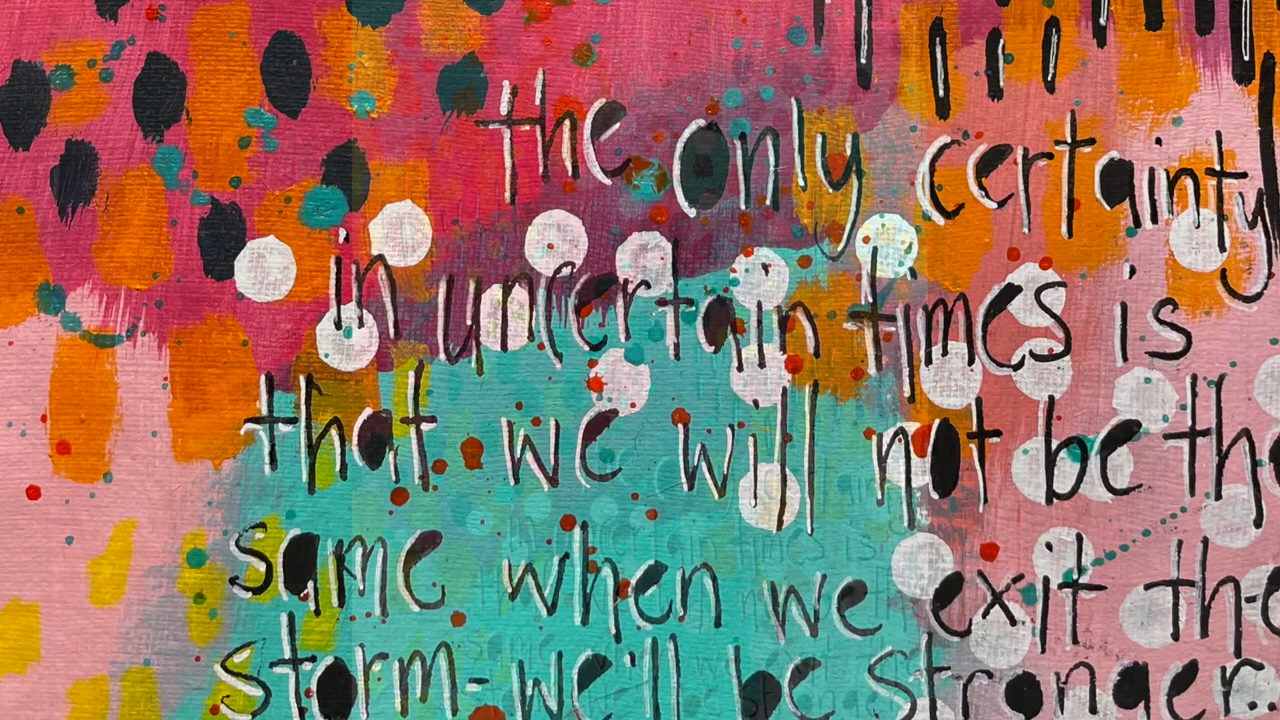 the only certainty
in uncertain times is
that we will not be the
same when we exit the
storm-we'll be stronger..